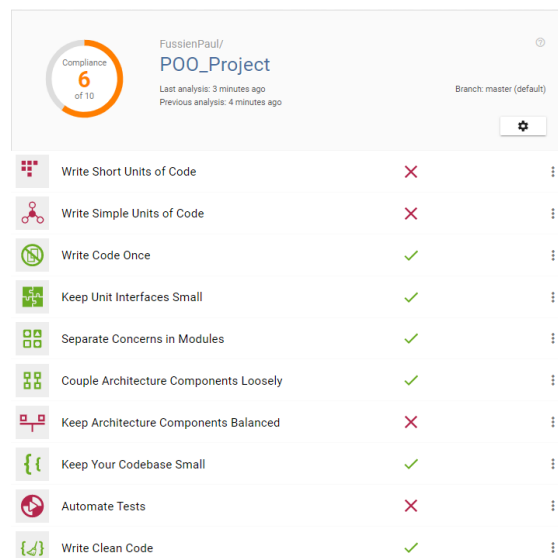 Compliance
6
of 10
FussienPaul/
POO_Project
Last analysis: 3 minutes ago
Previous analysis: 4 minutes ago
Branch: master (default)
Write Short Units of Code
Write Simple Units of Code
Write Code Once
Keep Unit Interfaces Small
Separate Concerns in Modules
Couple Architecture Components Loosely
Keep Architecture Components Balanced
Keep Your Codebase Small
Automate Tests
Write Clean Code